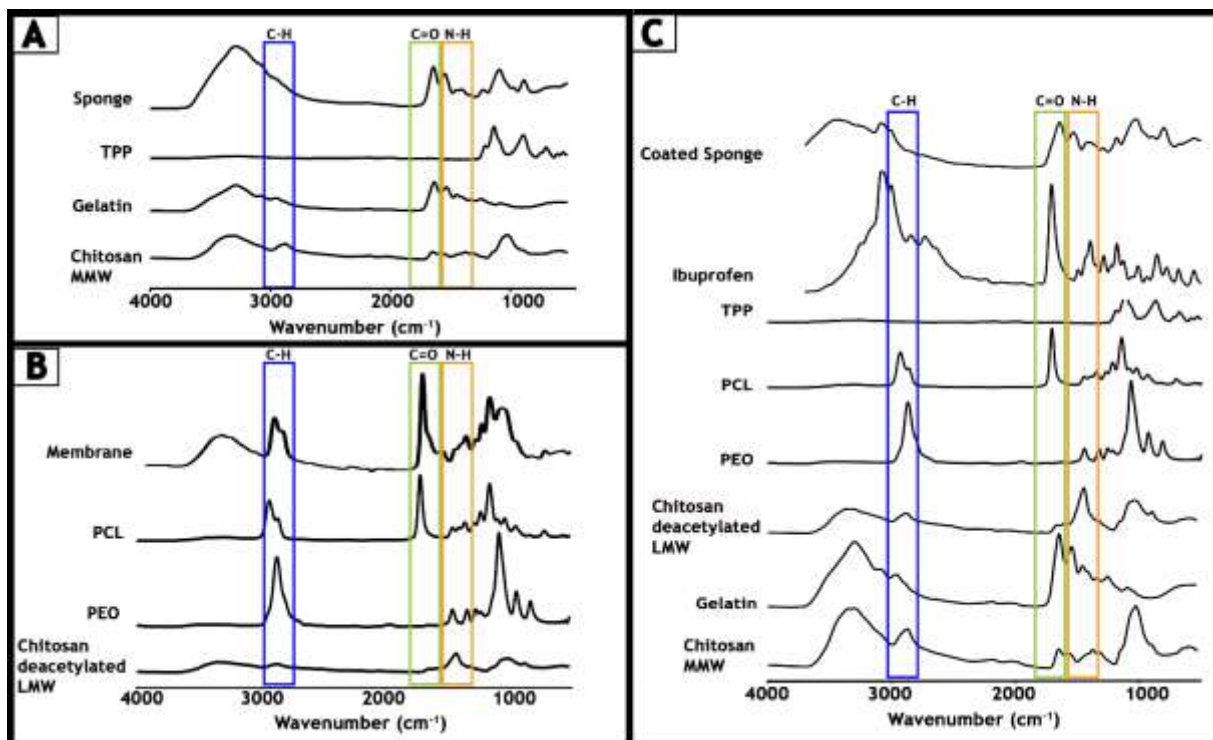 A
C-H
C=O N-H
Sponge
TPP
Gelatin
Chitosan
MMW
4000 3000 2000 1000
Wavenumber (cm⁻¹)
B
C-H
C=O N-H
Membrane
PCL
PEO
Chitosan
deacetylated
LMW
4000 3000 2000 1000
Wavenumber (cm⁻¹)
C
C-H
C=O N-H
Coated Sponge
Ibuprofen
TPP
PCL
PEO
Chitosan
deacetylated
LMW
Gelatin
Chitosan
MMW
4000 3000 2000 1000
Wavenumber (cm⁻¹)